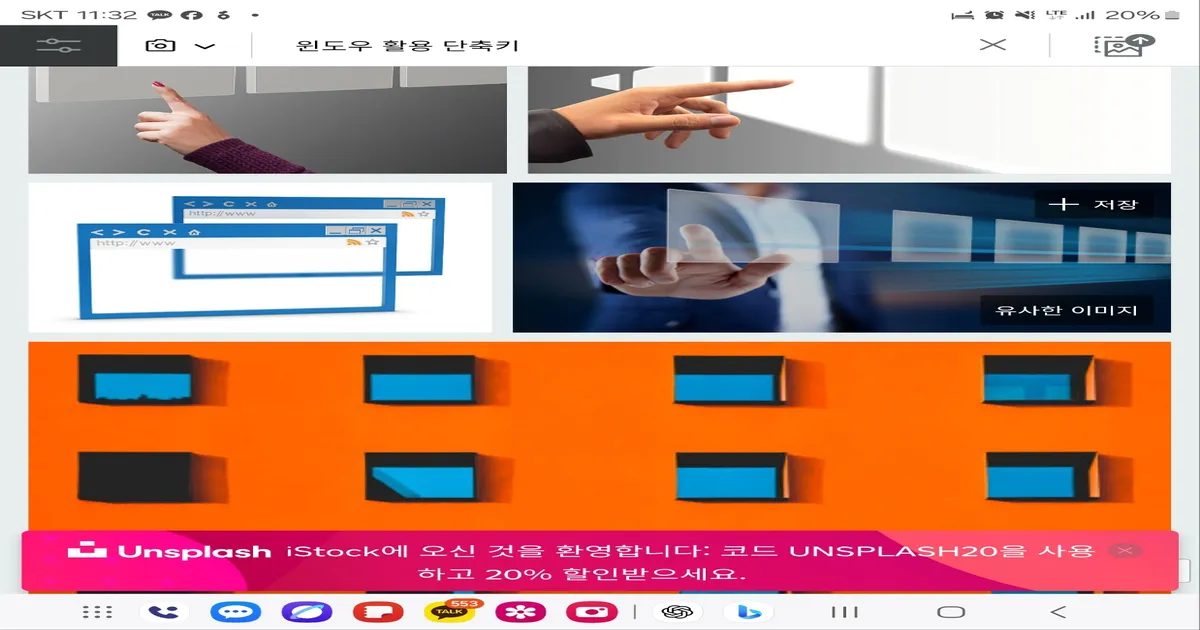 SKT 11:32
LTE
20%
윈도우 활용 단축키
http://www
http://www
저장
유사한 이미지
Unsplash iStock에 오신 것을 환영합니다: 코드 UNSPLASH20을 사용
하고 20% 할인받으세요.
553
TALK